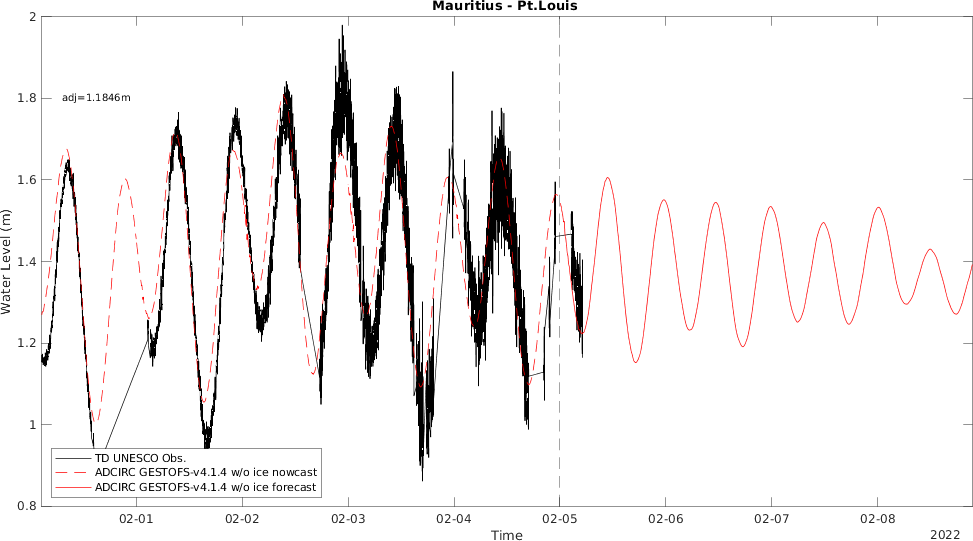 Mauritius - Pt.Louis
2
1.8
1.6
1.4
1.2
1
0.8
Water Level (m)
adj=1.1846m
TD UNESCO Obs.
ADCIRC GESTOFS-v4.1.4 w/o ice nowcast
ADCIRC GESTOFS-v4.1.4 w/o ice forecast
02-01 02-02 02-03 02-04 02-05 02-06 02-07 02-08
Time
2022